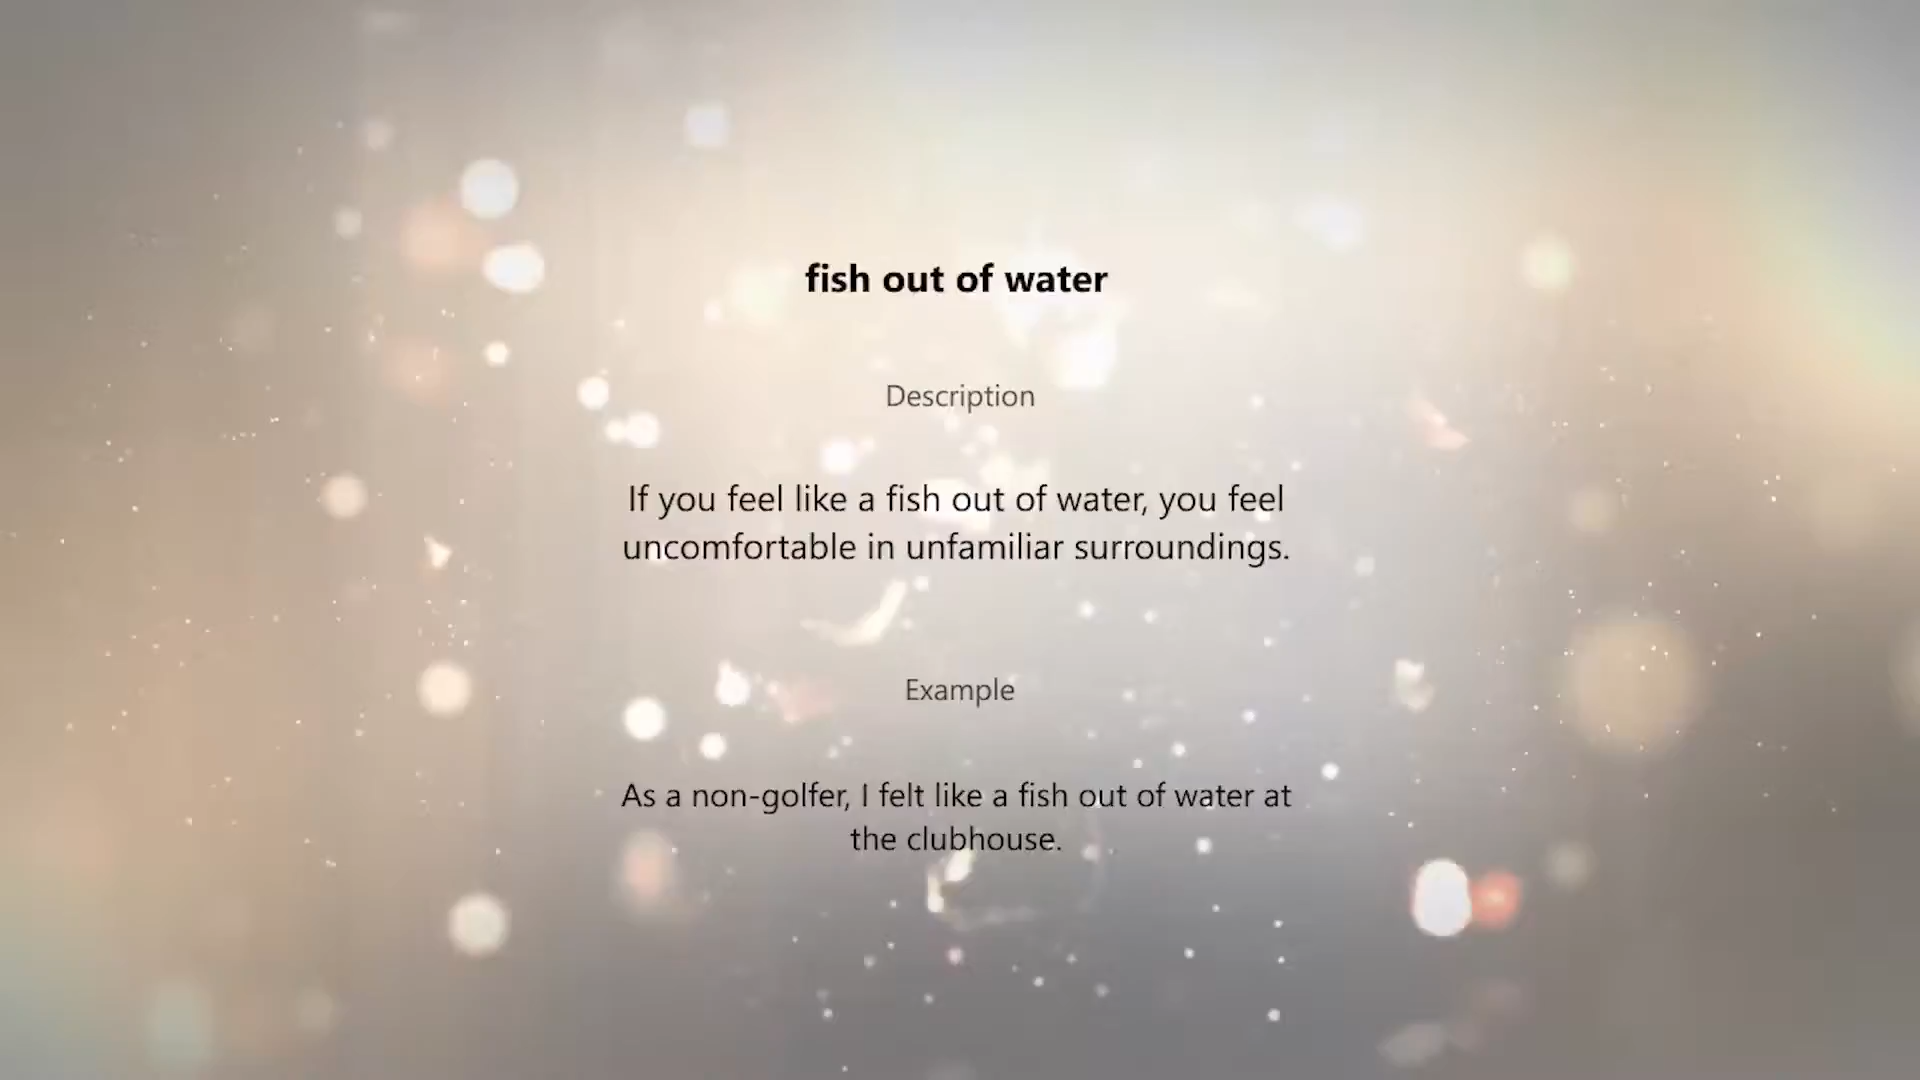 fish out of water
Description
If you feel like a fish out of water, you feel
uncomfortable in unfamiliar surroundings.
Example
As a non-golfer, I felt like a fish out of water at
the clubhouse.